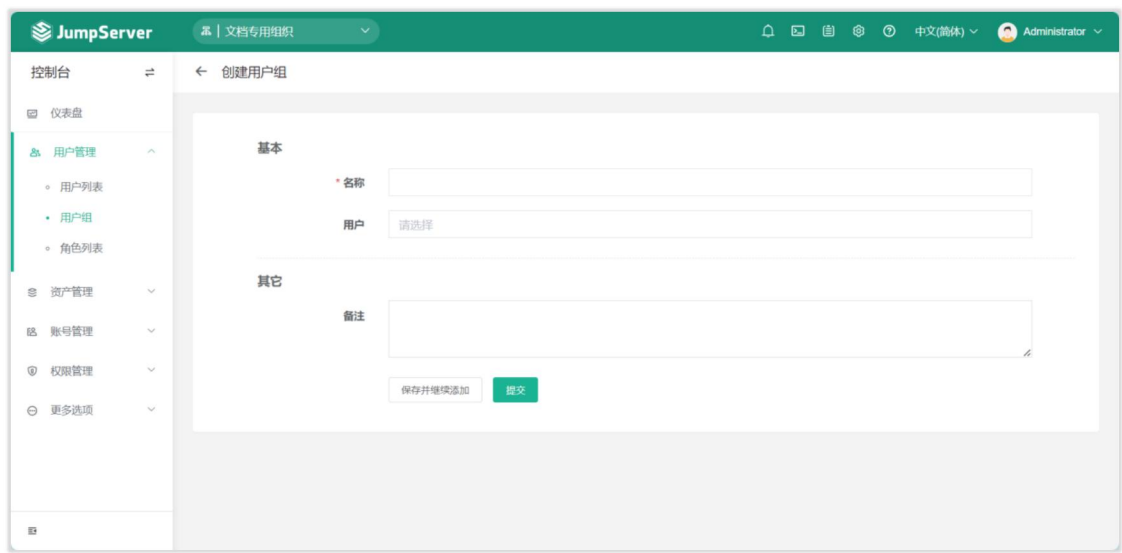 JumpServer
文档专用组织
中文(简体)
Administrator
控制台
创建用户组
仪表盘
用户管理
用户列表
用户组
角色列表
资产管理
账号管理
权限管理
更多选项
基本
* 名称
用户
请选择
其它
备注
保存并继续添加
提交